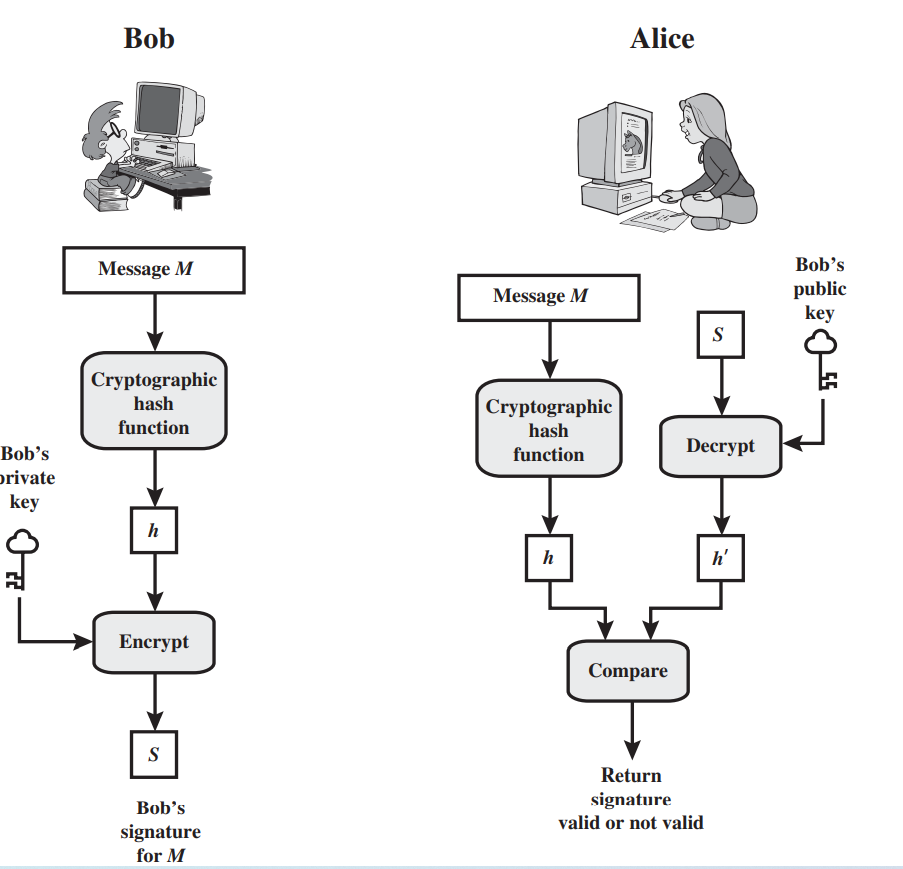 Bob
Message M
Cryptographic
hash
function
Bob's
private
key
h
Encrypt
S
Bob's
signature
for M
Alice
Message M
Bob's
public
key
S
Cryptographic
hash
function
Decrypt
h
h′
Compare
Return
signature
valid or not valid